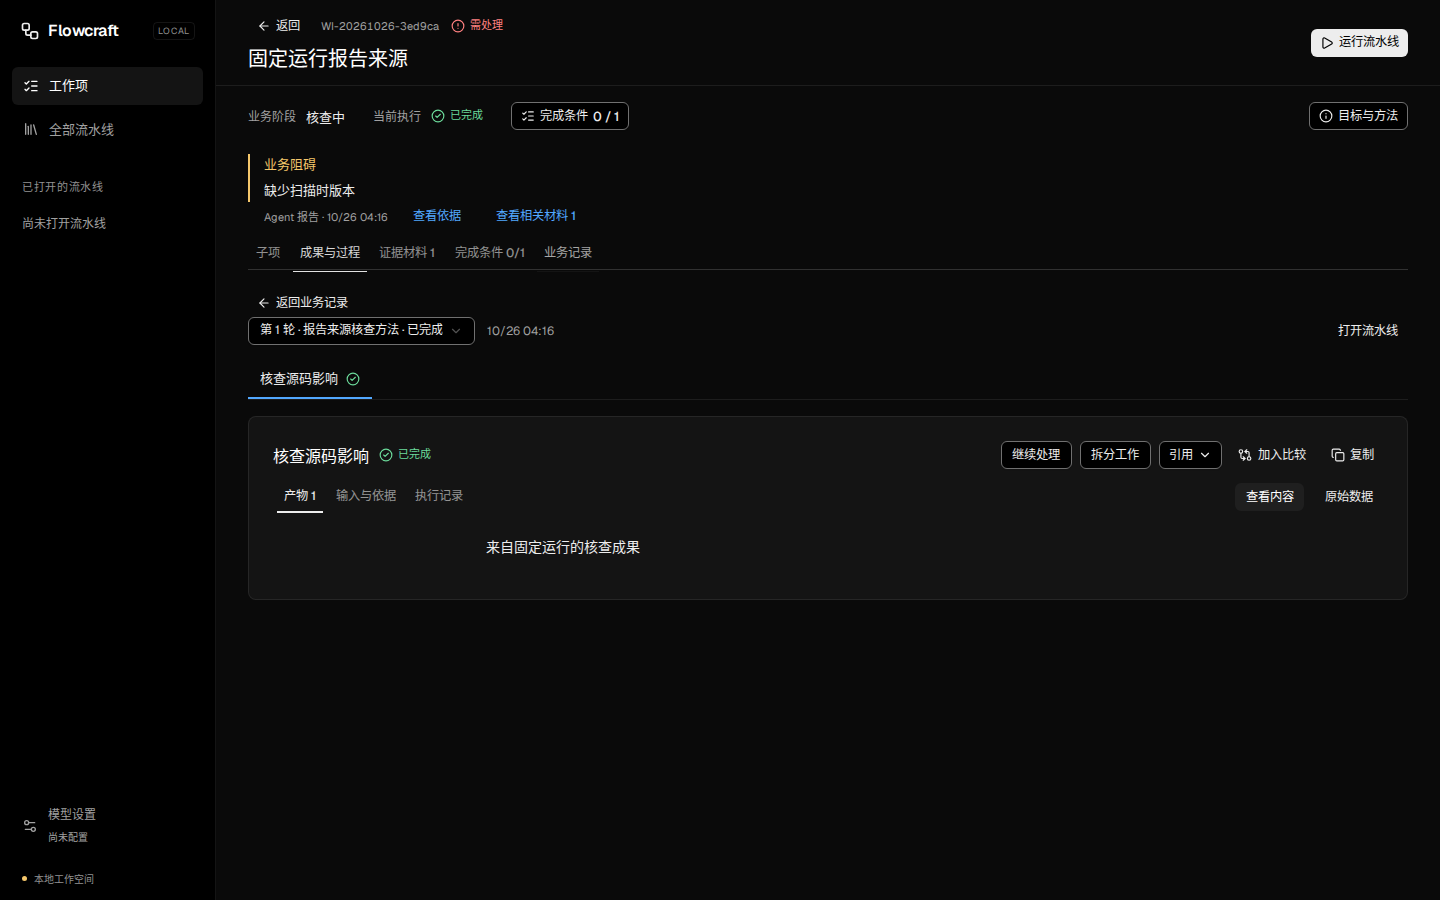 Flowcraft LOCAL
工作项
全部流水线
已打开的流水线
尚未打开流水线
模型设置
尚未配置
本地工作空间
返回 WI-20261026-3ed9ca 需处理
固定运行报告来源
运行流水线
业务阶段 核查中 当前执行 已完成 完成条件 0 / 1 目标与方法
业务阻碍
缺少扫描时版本
Agent 报告 · 10/26 04:16 查看依据 查看相关材料 1
子项 成果与过程 证据材料 1 完成条件 0/1 业务记录
返回业务记录
第 1 轮 · 报告来源核查方法 · 已完成 10/26 04:16 打开流水线
核查源码影响
核查源码影响 已完成 继续处理 拆分工作 引用 加入比较 复制
产物 1 输入与依据 执行记录 查看内容 原始数据
来自固定运行的核查成果